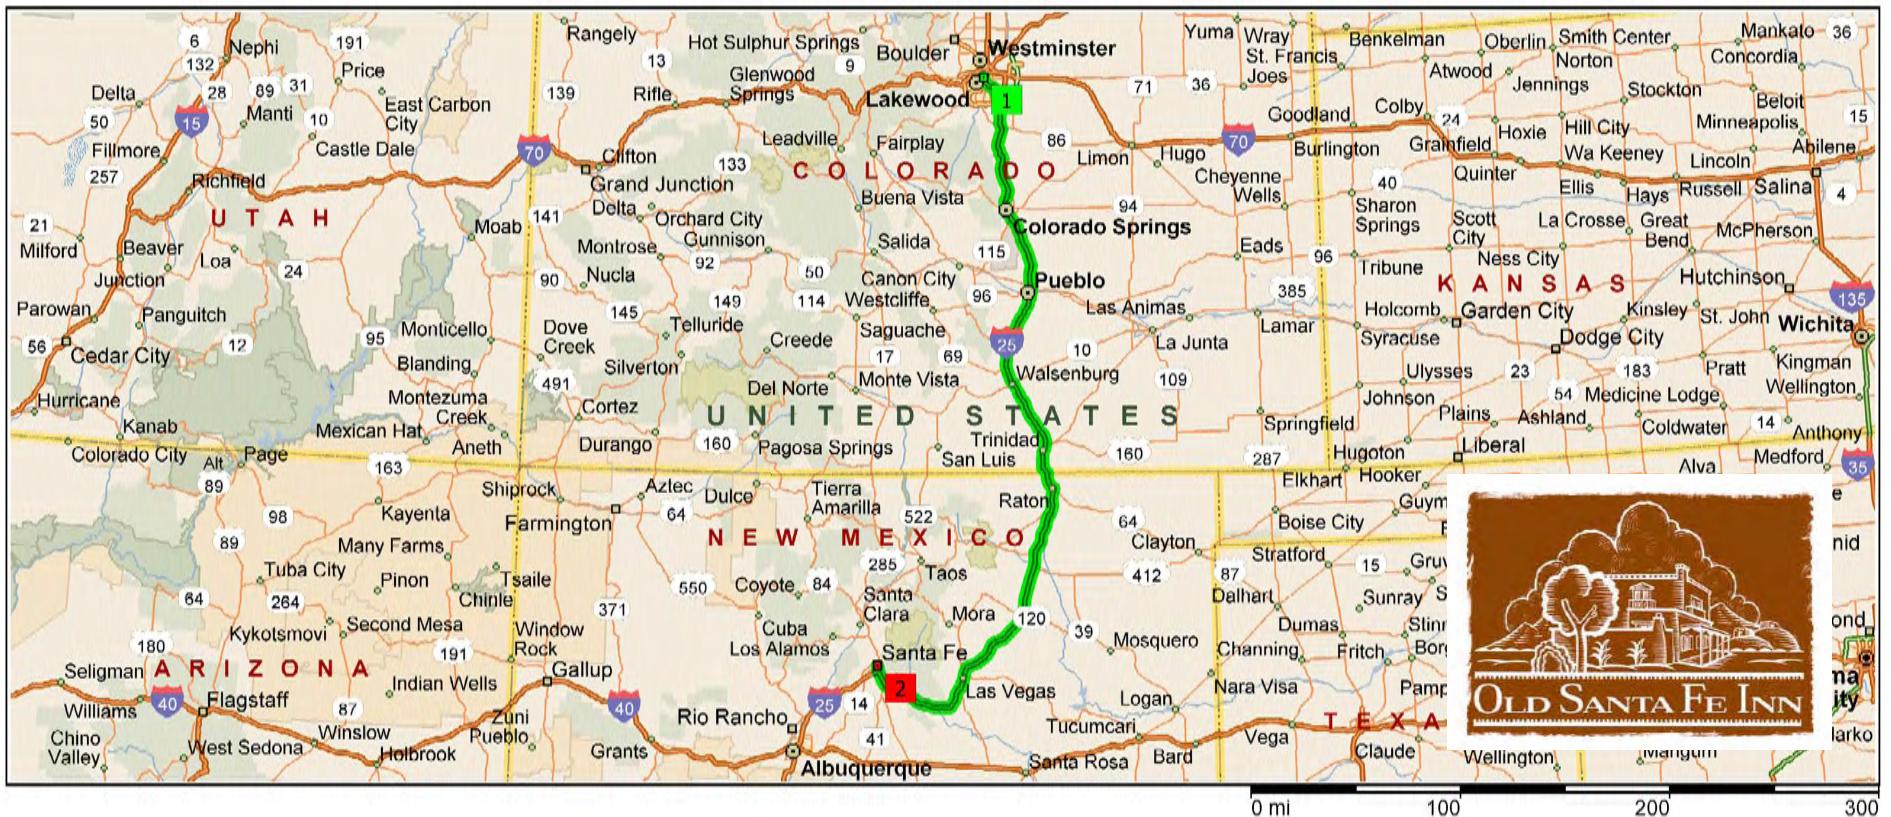 6
Nephi
191
Rangely
Hot Sulphur Springs
Boulder
Westminster
Yuma
Wray
St. Francis
Benkelman
Oberlin
Smith Center
Mankato
36
132
Price
13
Glenwood
Springs
9
Joes
Atwood
Norton
Concordia
Delta
28
89
31
Manti
East Carbon
City
139
Rifle
Lakewood
1
71
36
Jennings
Stockton
Beloit
50
15
10
Goodland
Colby
24
Hoxie
Hill City
Minneapolis
15
Fillmore
Castle Dale
70
Clifton
133
Leadville
Fairplay
86
Limon
Hugo
70
Burlington
Grainfield
Wa Keeney
Lincoln
Abilene
257
Richfield
Grand Junction
COLORADO
Cheyenne
Wells
40
Quinter
Ellis
Hays
Russell
Salina
4
UTAH
Delta
141
Orchard City
Buena Vista
94
Sharon
Springs
Scott
City
La Crosse
Great
Bend
McPherson
21
Milford
Beaver
Moab
Montrose
Gunnison
Salida
Colorado Springs
115
Eads
96
Ness City
Loa
24
92
50
Canon City
Tribune
KANSAS
Hutchinson
Junction
90
Nucla
114
Westcliffe
96
Pueblo
385
135
Parowan
Panguitch
145
149
Las Animas
Holcomb
Garden City
Kinsley
St. John
Wichita
56
Cedar City
12
95
Monticello
Dove
Creek
Telluride
Saguache
25
La Junta
Lamar
Syracuse
Dodge City
Blanding
Silverton
Creede
17
69
10
Kingman
Hurricane
Montezuma
Creek
491
Del Norte
Monte Vista
Walsenburg
109
Ulysses
23
183
Pratt
Wellington
Kanab
Mexican Hat
Cortez
UNITED STATES
Johnson
54
Medicine Lodge
Springfield
Plains
Ashland
Coldwater
14
Anthony
Colorado City
Alt
89
Page
Aneth
Durango
160
Pagosa Springs
Trinidad
San Luis
160
287
Hugoton
Liberal
Alva
Medford
35
163
Shiprock
Aztec
Dulce
Tierra
Amarilla
Raton
Elkhart
Hooker
98
Kayenta
Farmington
64
522
64
Boise City
Guym
89
Many Farms
NEW MEXICO
Clayton
Stratford
nid
Tuba City
Pinon
Tsaile
285
Taos
412
87
15
Gruv
64
264
Chinle
550
Coyote
84
Santa
Clara
Dalhart
Sunray
S
371
Mora
120
39
Dumas
Stinn
ond
Kykotsmovi
Second Mesa
Window
Rock
Cuba
Los Alamos
Mosquero
Channing
Fritch
Borg
180
191
Santa Fe
Seligman
ARIZONA
Indian Wells
Gallup
2
Las Vegas
Nara Visa
Pamp
ma
ity
40
Flagstaff
87
40
25
14
Logan
OLD SANTA FE INN
Williams
Winslow
Zuni
Pueblo
Rio Rancho
Tucumcari
TEXA
Chino
Valley
West Sedona
Holbrook
Grants
41
Vega
Claude
Albuquerque
Santa Rosa
Bard
Wellington
Mangum
0 mi
100
200
300